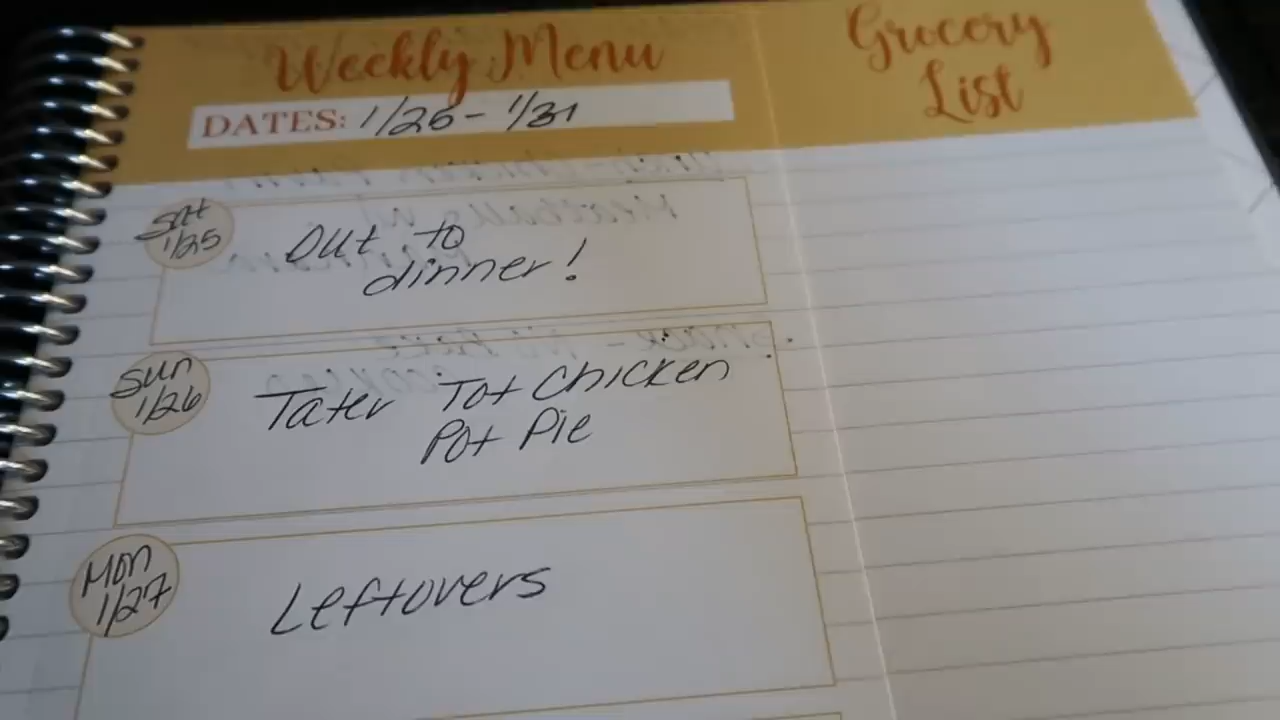 Weekly Menu
DATES: 1/25 - 1/31
Grocery
List
Sat
1/25
Out to
dinner!
Sun
1/26
Tater Tot Chicken
Pot Pie
Mon
1/27
Leftovers